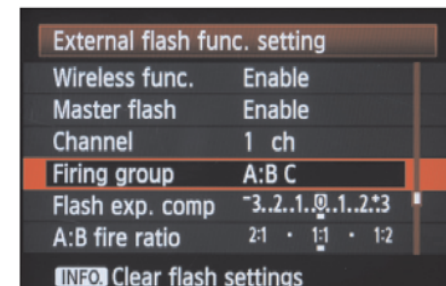 External flash func. setting
Wireless func. Enable
Master flash Enable
Channel 1 ch
Firing group A:B C
Flash exp. comp -3..2..1..0..1..2.+3
A:B fire ratio 2:1 · 1:1 · 1:2
INFO. Clear flash settings